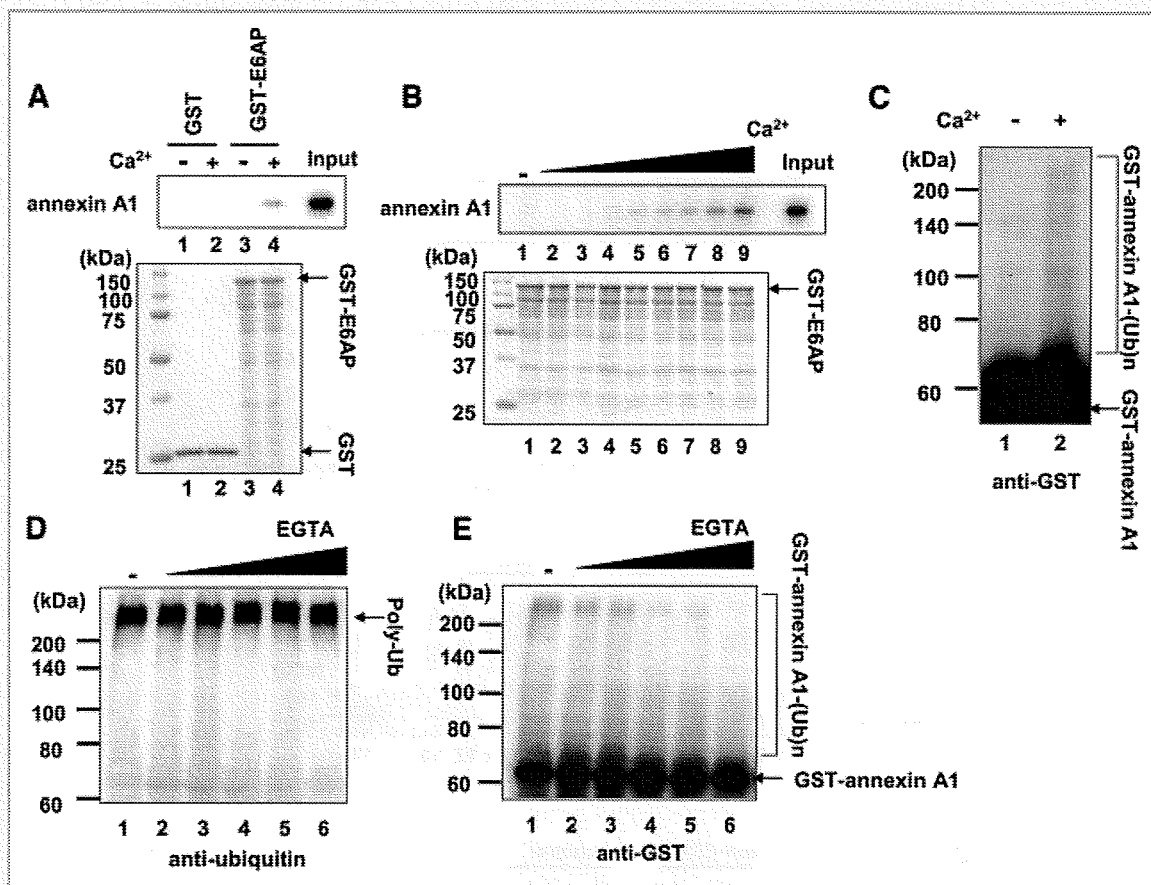 A
GST
GST-E6AP
Ca2+ - + - + Input
annexin A1
1 2 3 4
(kDa)
150
100
75
50
37
25
GST-E6AP
GST
1 2 3 4
B
Ca2+
- Input
annexin A1
1 2 3 4 5 6 7 8 9
(kDa)
150
100
75
50
37
25
GST-E6AP
1 2 3 4 5 6 7 8 9
C
Ca2+ - +
(kDa)
200
140
100
80
60
GST-annexin A1-(Ub)n
GST-annexin A1
1 2
anti-GST
D
EGTA
-
(kDa)
200
140
100
80
60
Poly-Ub
1 2 3 4 5 6
anti-ubiquitin
E
EGTA
-
(kDa)
200
140
100
80
60
GST-annexin A1-(Ub)n
GST-annexin A1
1 2 3 4 5 6
anti-GST